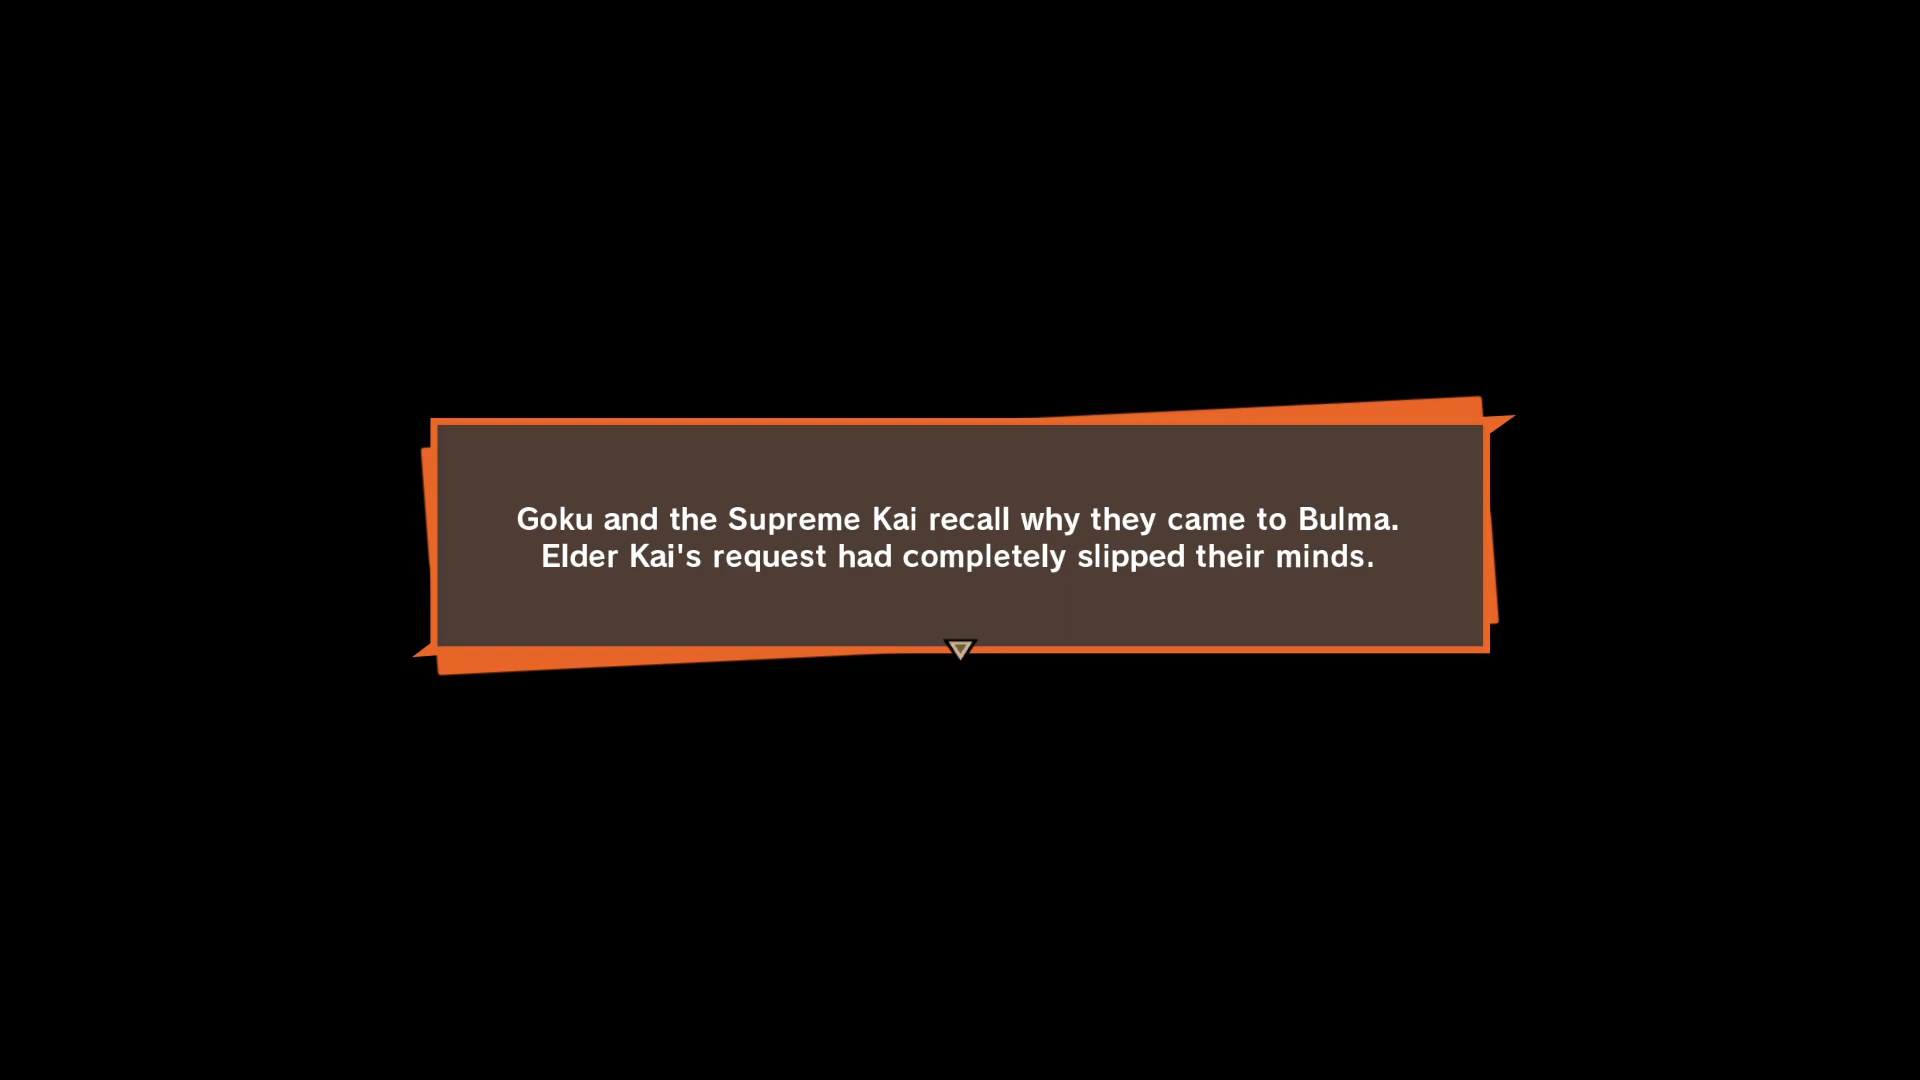 Goku and the Supreme Kai recall why they came to Bulma.
Elder Kai's request had completely slipped their minds.